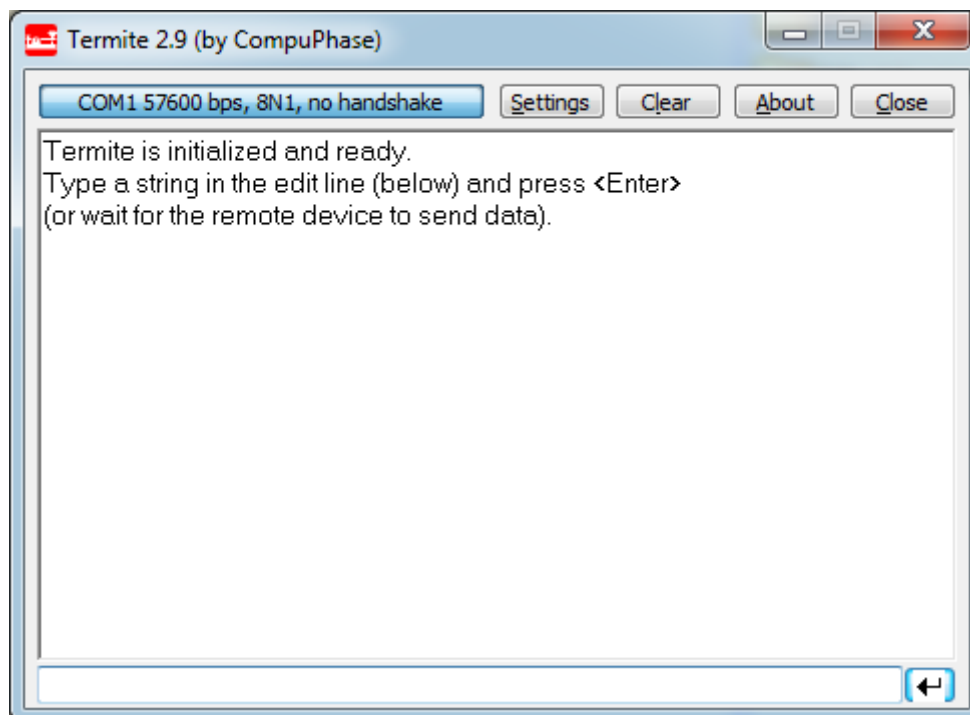 Termite 2.9 (by CompuPhase)
COM1 57600 bps, 8N1, no handshake Settings Clear About Close
Termite is initialized and ready.
Type a string in the edit line (below) and press <Enter>
(or wait for the remote device to send data).